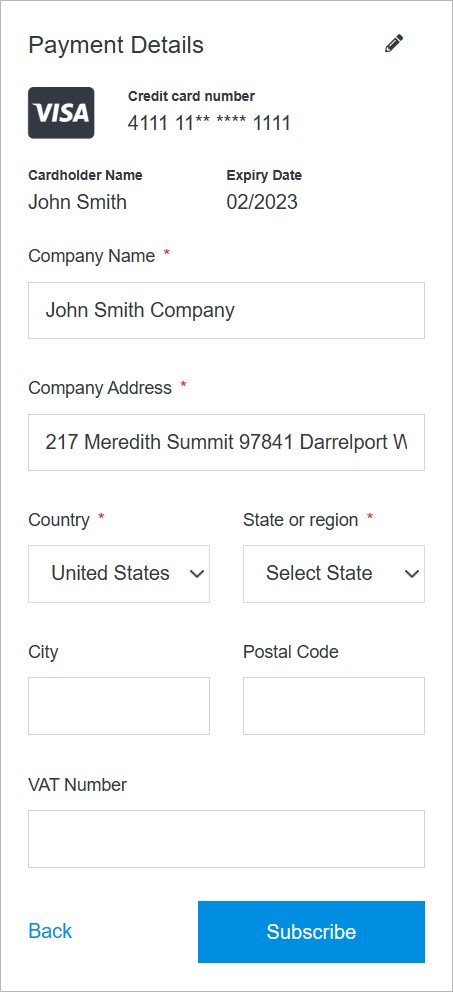 Payment Details
VISA
Credit card number
4111 11** **** 1111
Cardholder Name
Expiry Date
John Smith
02/2023
Company Name *
John Smith Company
Company Address *
217 Meredith Summit 97841 Darrelport W
Country *
State or region *
United States
Select State
City
Postal Code
VAT Number
Back
Subscribe